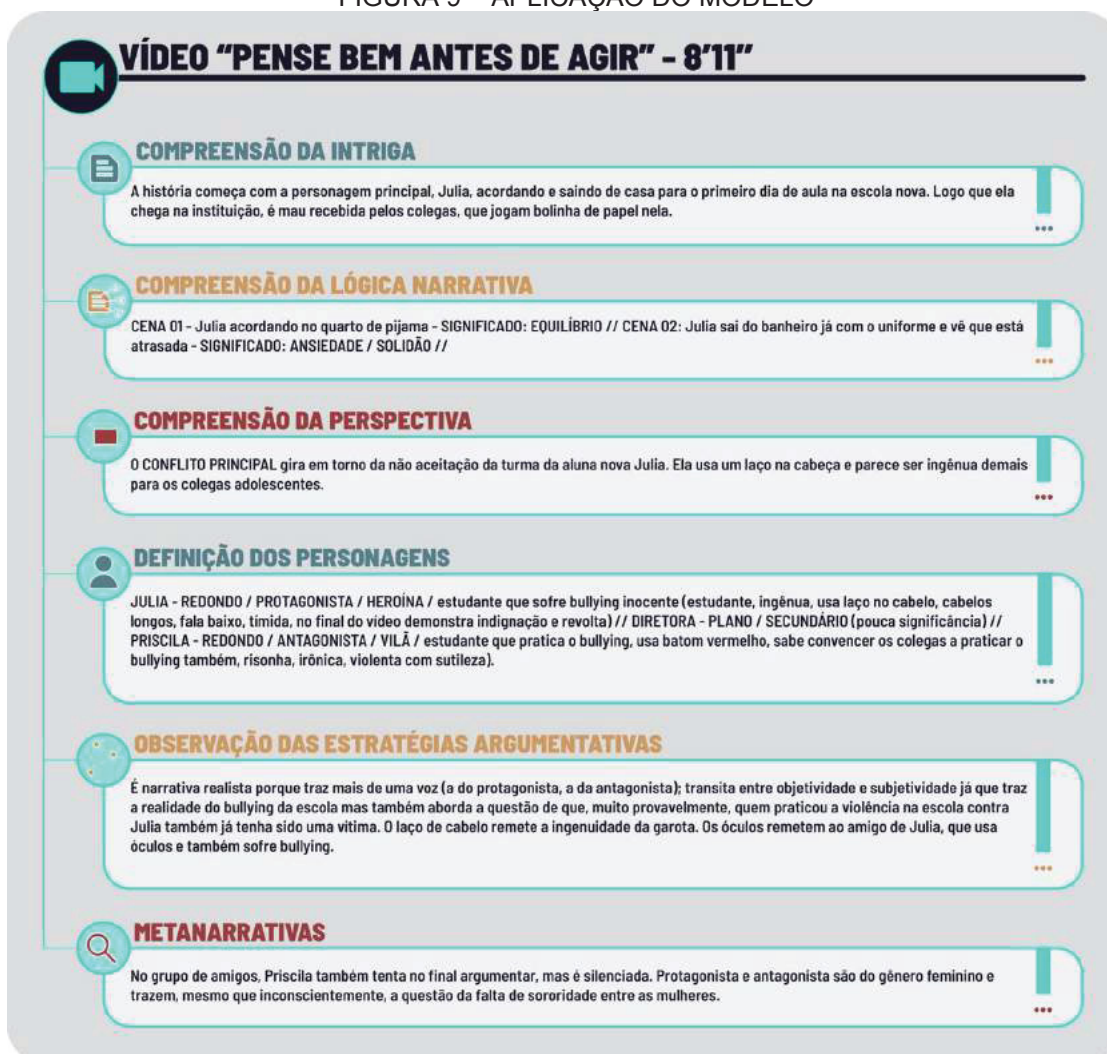 FIGURA 9 – APLICAÇÃO DO MODELO
VÍDEO “PENSE BEM ANTES DE AGIR” - 8’11”
COMPREENSÃO DA INTRIGA
A história começa com a personagem principal, Julia, acordando e saindo de casa para o primeiro dia de aula na escola nova. Logo que ela
chega na instituição, é mau recebida pelos colegas, que jogam bolinha de papel nela.
COMPREENSÃO DA LÓGICA NARRATIVA
CENA 01 - Julia acordando no quarto de pijama - SIGNIFICADO: EQUILÍBRIO // CENA 02: Julia sai do banheiro já com o uniforme e vê que está
atrasada - SIGNIFICADO: ANSIEDADE / SOLIDÃO //
COMPREENSÃO DA PERSPECTIVA
O CONFLITO PRINCIPAL gira em torno da não aceitação da turma da aluna nova Julia. Ela usa um laço na cabeça e parece ser ingênua demais
para os colegas adolescentes.
DEFINIÇÃO DOS PERSONAGENS
JULIA - REDONDO / PROTAGONISTA / HEROÍNA / estudante que sofre bullying inocente (estudante, ingênua, usa laço no cabelo, cabelos
longos, fala baixo, tímida, no final do vídeo demonstra indignação e revolta) // DIRETORA - PLANO / SECUNDÁRIO (pouca significância) //
PRISCILA - REDONDO / ANTAGONISTA / VILÃ / estudante que pratica o bullying, usa batom vermelho, sabe convencer os colegas a praticar o
bullying também, risonha, irônica, violenta com sutileza).
OBSERVAÇÃO DAS ESTRATÉGIAS ARGUMENTATIVAS
É narrativa realista porque traz mais de uma voz (a do protagonista, a da antagonista); transita entre objetividade e subjetividade já que traz
a realidade do bullying da escola mas também aborda a questão de que, muito provavelmente, quem praticou a violência na escola contra
Julia também já tenha sido uma vítima. O laço de cabelo remete a ingenuidade da garota. Os óculos remetem ao amigo de Julia, que usa
óculos e também sofre bullying.
METANARRATIVAS
No grupo de amigos, Priscila também tenta no final argumentar, mas é silenciada. Protagonista e antagonista são do gênero feminino e
trazem, mesmo que inconscientemente, a questão da falta de sororidade entre as mulheres.